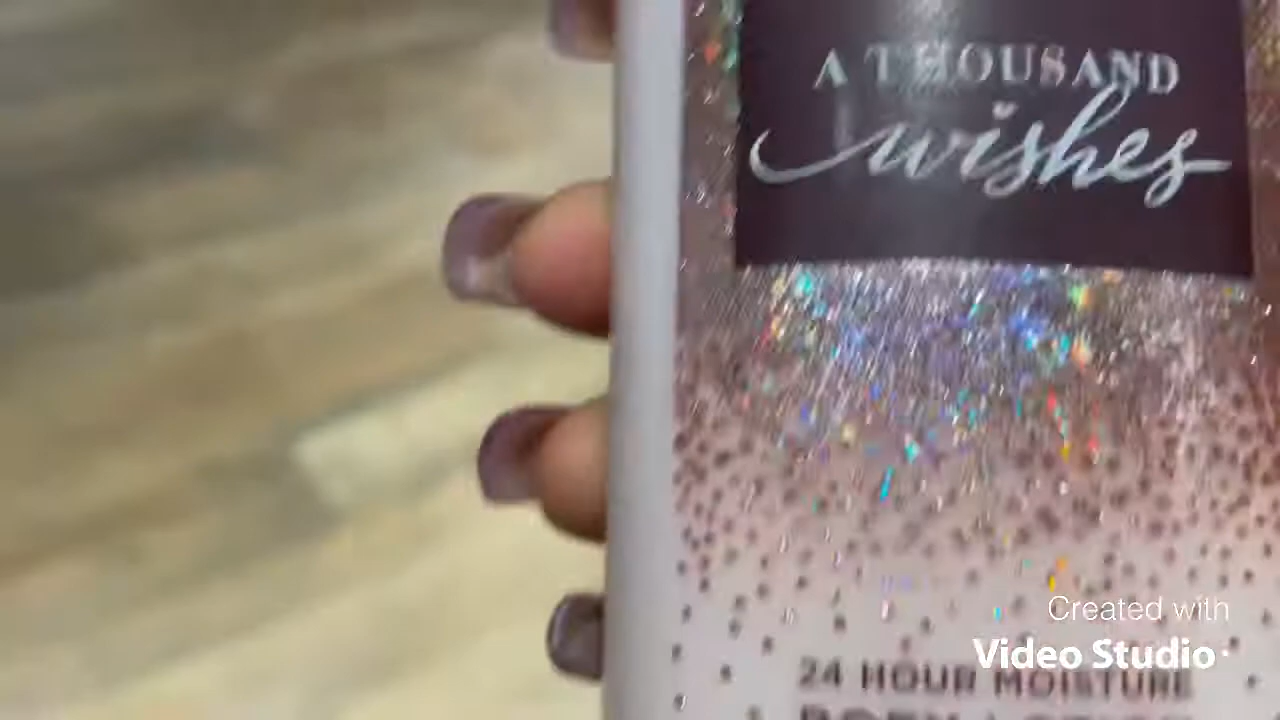 A THOUSAND
wishes
Created with
Video Studio
24 HOUR MOISTURE